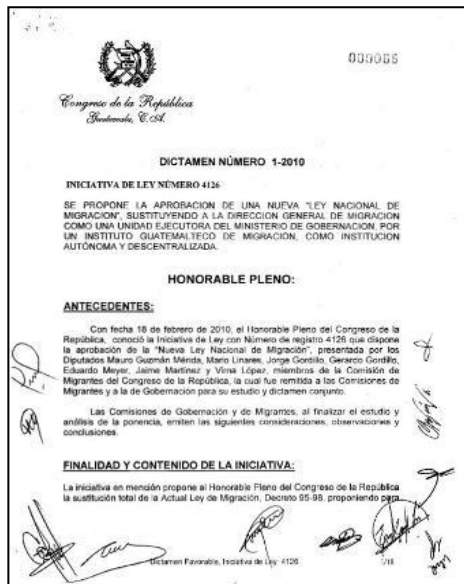 000066
Congreso de la República
Guatemala, C.A.
DICTAMEN NÚMERO 1-2010
INICIATIVA DE LEY NÚMERO 4126
SE PROPONE LA APROBACION DE UNA NUEVA "LEY NACIONAL DE
MIGRACION", SUSTITUYENDO A LA DIRECCION GENERAL DE MIGRACION
COMO UNA UNIDAD EJECUTORA DEL MINISTERIO DE GOBERNACION, POR
UN INSTITUTO GUATEMALTECO DE MIGRACION, COMO INSTITUCION
AUTÓNOMA Y DESCENTRALIZADA.
HONORABLE PLENO:
ANTECEDENTES:
Con fecha 18 de febrero de 2010, el Honorable Pleno del Congreso de la
República, conoció la Iniciativa de Ley con Número de registro 4126 que dispone
la aprobación de la "Nueva Ley Nacional de Migración", presentada por los
Diputados Mauro Guzmán Mérida, Mario Linares, Jorge Gordillo, Gerardo Gordillo,
Eduardo Meyer, Jaime Martínez y Virna López, miembros de la Comisión de
Migrantes del Congreso de la República, la cual fue remitida a las Comisiones de
Migrantes y a la de Gobernación para su estudio y dictamen conjunto.
Las Comisiones de Gobernación y de Migrantes, al finalizar el estudio y
análisis de la ponencia, emiten las siguientes consideraciones, observaciones y
conclusiones.
FINALIDAD Y CONTENIDO DE LA INICIATIVA:
La iniciativa en mención propone al Honorable Pleno del Congreso de la República
la sustitución total de la Actual Ley de Migración, Decreto 95-98, proponiendo para
Dictamen Favorable, Iniciativa de Ley 4126
1/18